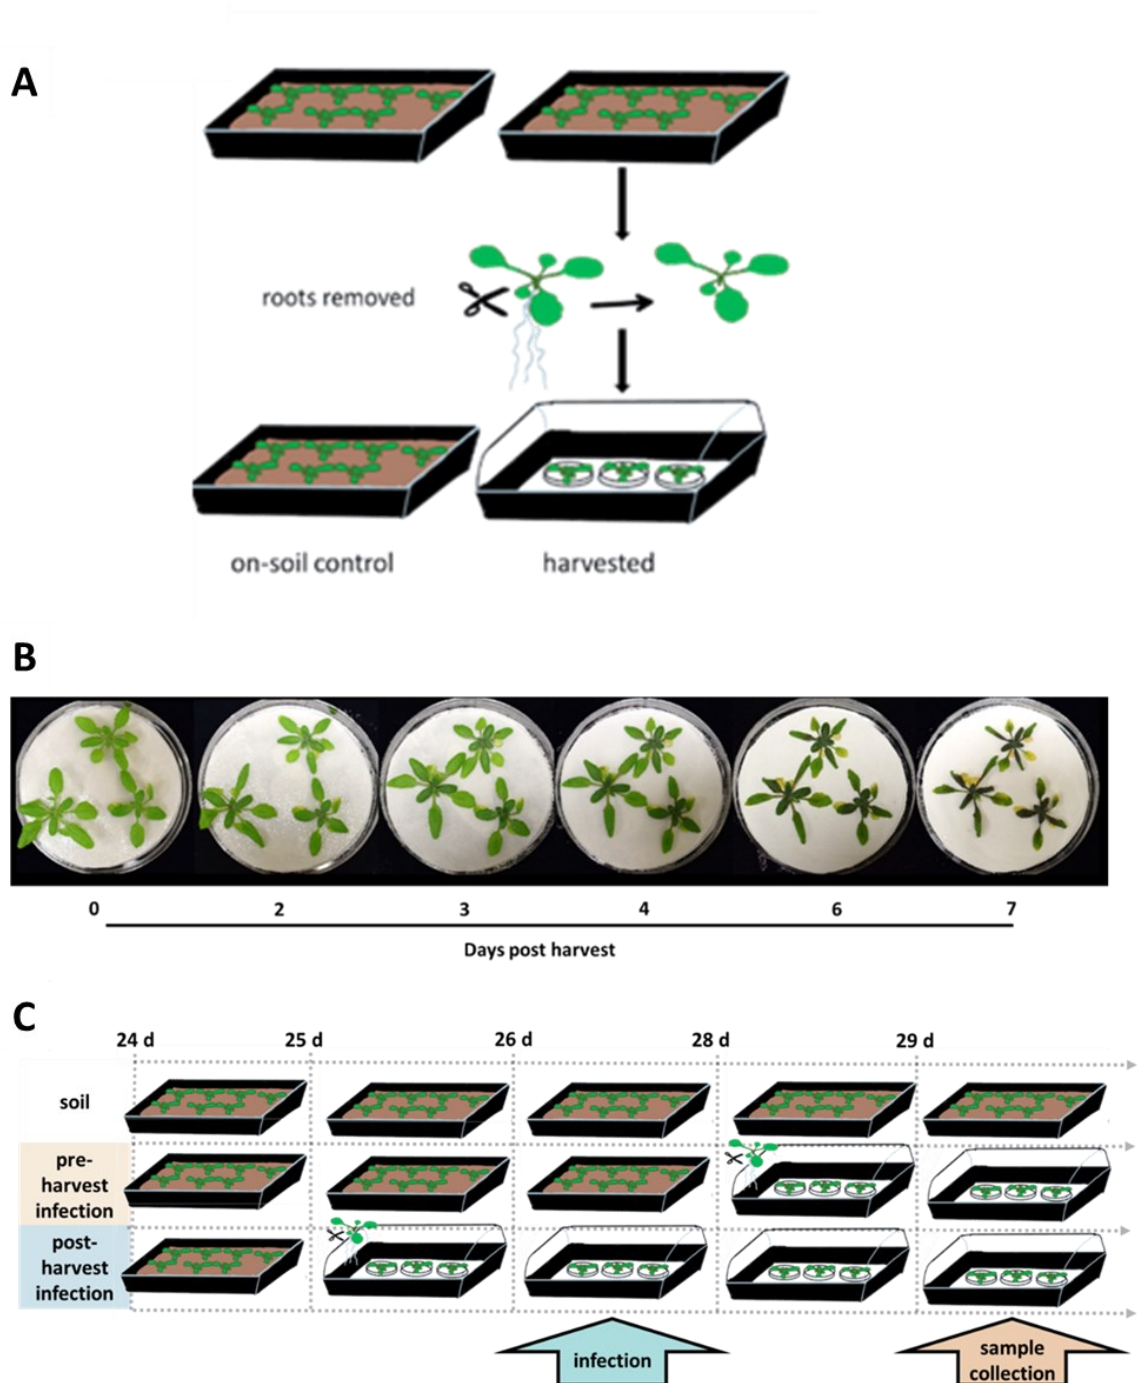 A
roots removed
on-soil control
harvested
B
0
2
3
4
6
7
Days post harvest
C
24 d
25 d
26 d
28 d
29 d
soil
pre-
harvest
infection
post-
harvest
infection
infection
sample
collection